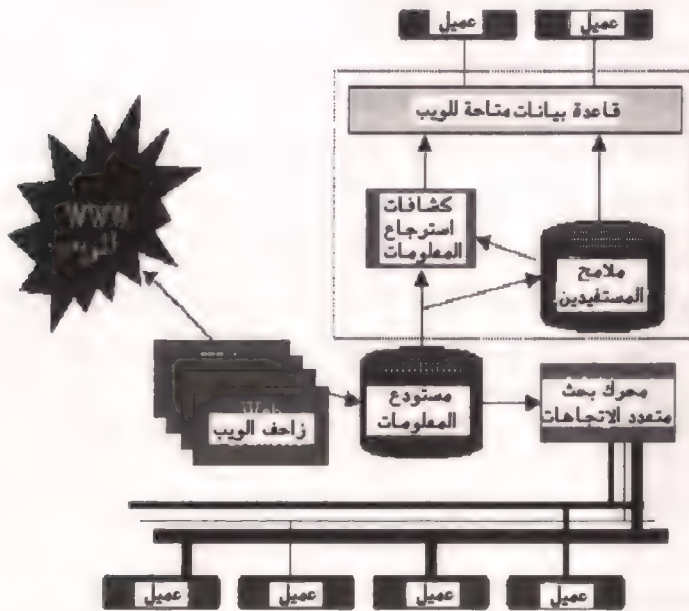 عميل
عميل
قاعدة بيانات متاحة للويب
كشافات
استرجاع
المعلومات
ملامح
المستفيدين
WWW
مستودع
المعلومات
محرك بحث
متعدد الاتجاهات
Web
زاحف الويب
عميل
عميل
عميل
عميل